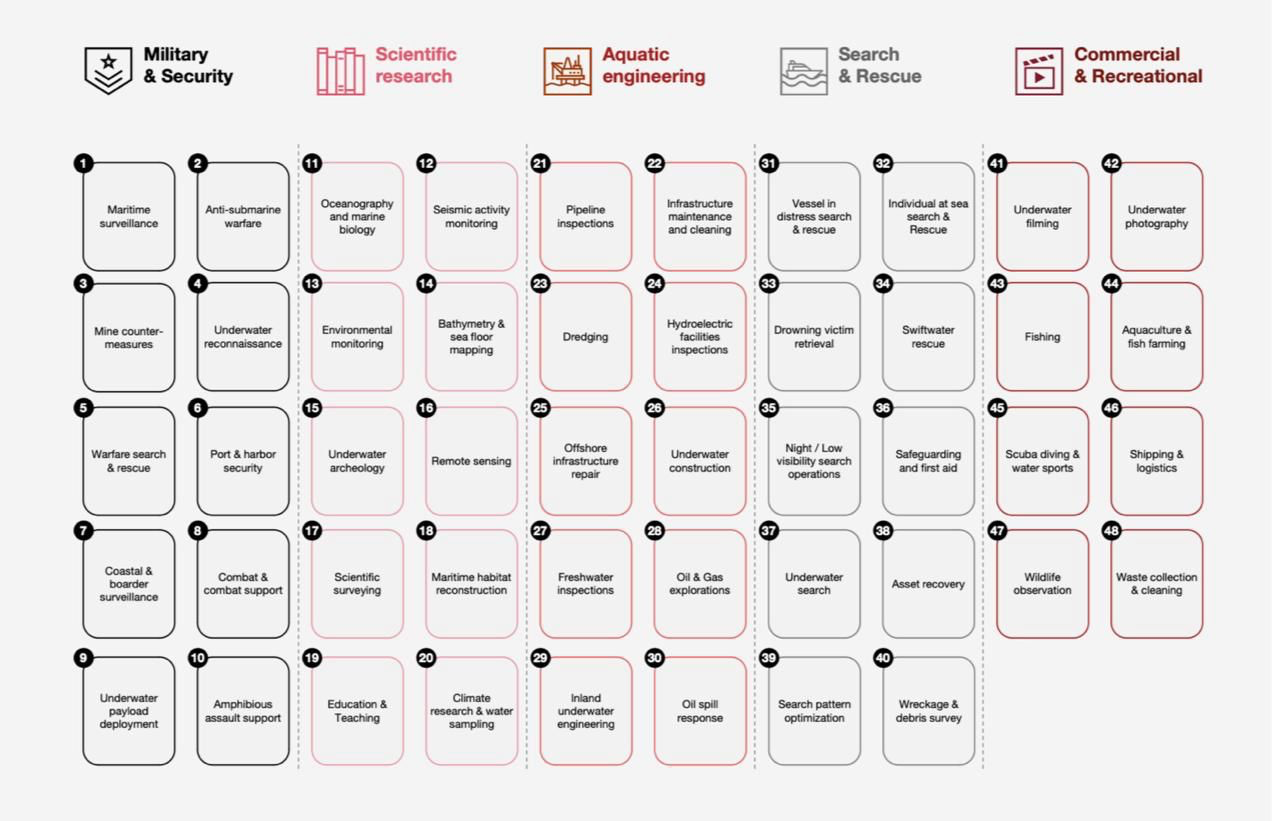 Military
& Security
Scientific
research
Aquatic
engineering
Search
& Rescue
Commercial
& Recreational
1
Maritime
surveillance
2
Anti-submarine
warfare
11
Oceanography
and marine
biology
12
Seismic activity
monitoring
21
Pipeline
inspections
22
Infrastructure
maintenance
and cleaning
31
Vessel in
distress search
& rescue
32
Individual at sea
search &
Rescue
41
Underwater
filming
42
Underwater
photography
3
Mine counter-
measures
4
Underwater
reconnaissance
13
Environmental
monitoring
14
Bathymetry &
sea floor
mapping
23
Dredging
24
Hydroelectric
facilities
inspections
33
Drowning victim
retrieval
34
Swiftwater
rescue
43
Fishing
44
Aquaculture &
fish farming
5
Warfare search
& rescue
6
Port & harbor
security
15
Underwater
archeology
16
Remote sensing
25
Offshore
infrastructure
repair
26
Underwater
construction
35
Night / Low
visibility search
operations
36
Safeguarding
and first aid
45
Scuba diving &
water sports
46
Shipping &
logistics
7
Coastal &
boarder
surveillance
8
Combat &
combat support
17
Scientific
surveying
18
Maritime habitat
reconstruction
27
Freshwater
inspections
28
Oil & Gas
explorations
37
Underwater
search
38
Asset recovery
47
Wildlife
observation
48
Waste collection
& cleaning
9
Underwater
payload
deployment
10
Amphibious
assault support
19
Education &
Teaching
20
Climate
research & water
sampling
29
Inland
underwater
engineering
30
Oil spill
response
39
Search pattern
optimization
40
Wreckage &
debris survey